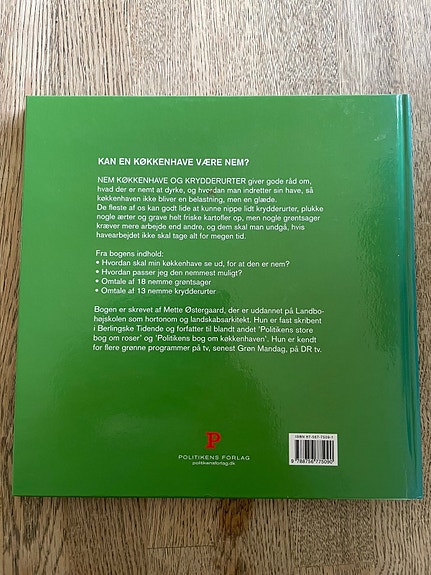 KAN EN KØKKENHAVE VÆRE NEM?
NEM KØKKENHAVE OG KRYDDERURTER giver gode råd om,
hvad der er nemt at dyrke, og hvordan man indretter sin have, så
køkkenhaven ikke bliver en belastning, men en glæde.
De fleste af os kan godt lide at kunne nippe lidt krydderurter, plukke
nogle ærter og grave helt friske kartofler op, men nogle grøntsager
kræver mere arbejde end andre, og dem skal man undgå, hvis
havearbejdet ikke skal tage alt for megen tid.
Fra bogens indhold:
• Hvordan skal min køkkenhave se ud, for at den er nem?
• Hvordan passer jeg den nemmest muligt?
• Omtale af 18 nemme grøntsager
• Omtale af 13 nemme krydderurter
Bogen er skrevet af Mette Østergaard, der er uddannet på Landbo-
højskolen som hortonom og landskabsarkitekt. Hun er fast skribent
i Berlingske Tidende og forfatter til blandt andet 'Politikens store
bog om roser' og 'Politikens bog om køkkenhaven'. Hun er kendt
for flere grønne programmer på tv, senest Grøn Mandag, på DR tv.
P
POLITIKENS FORLAG
politikensforlag.dk
ISBN 87-567-7509-1
9 788756 775090